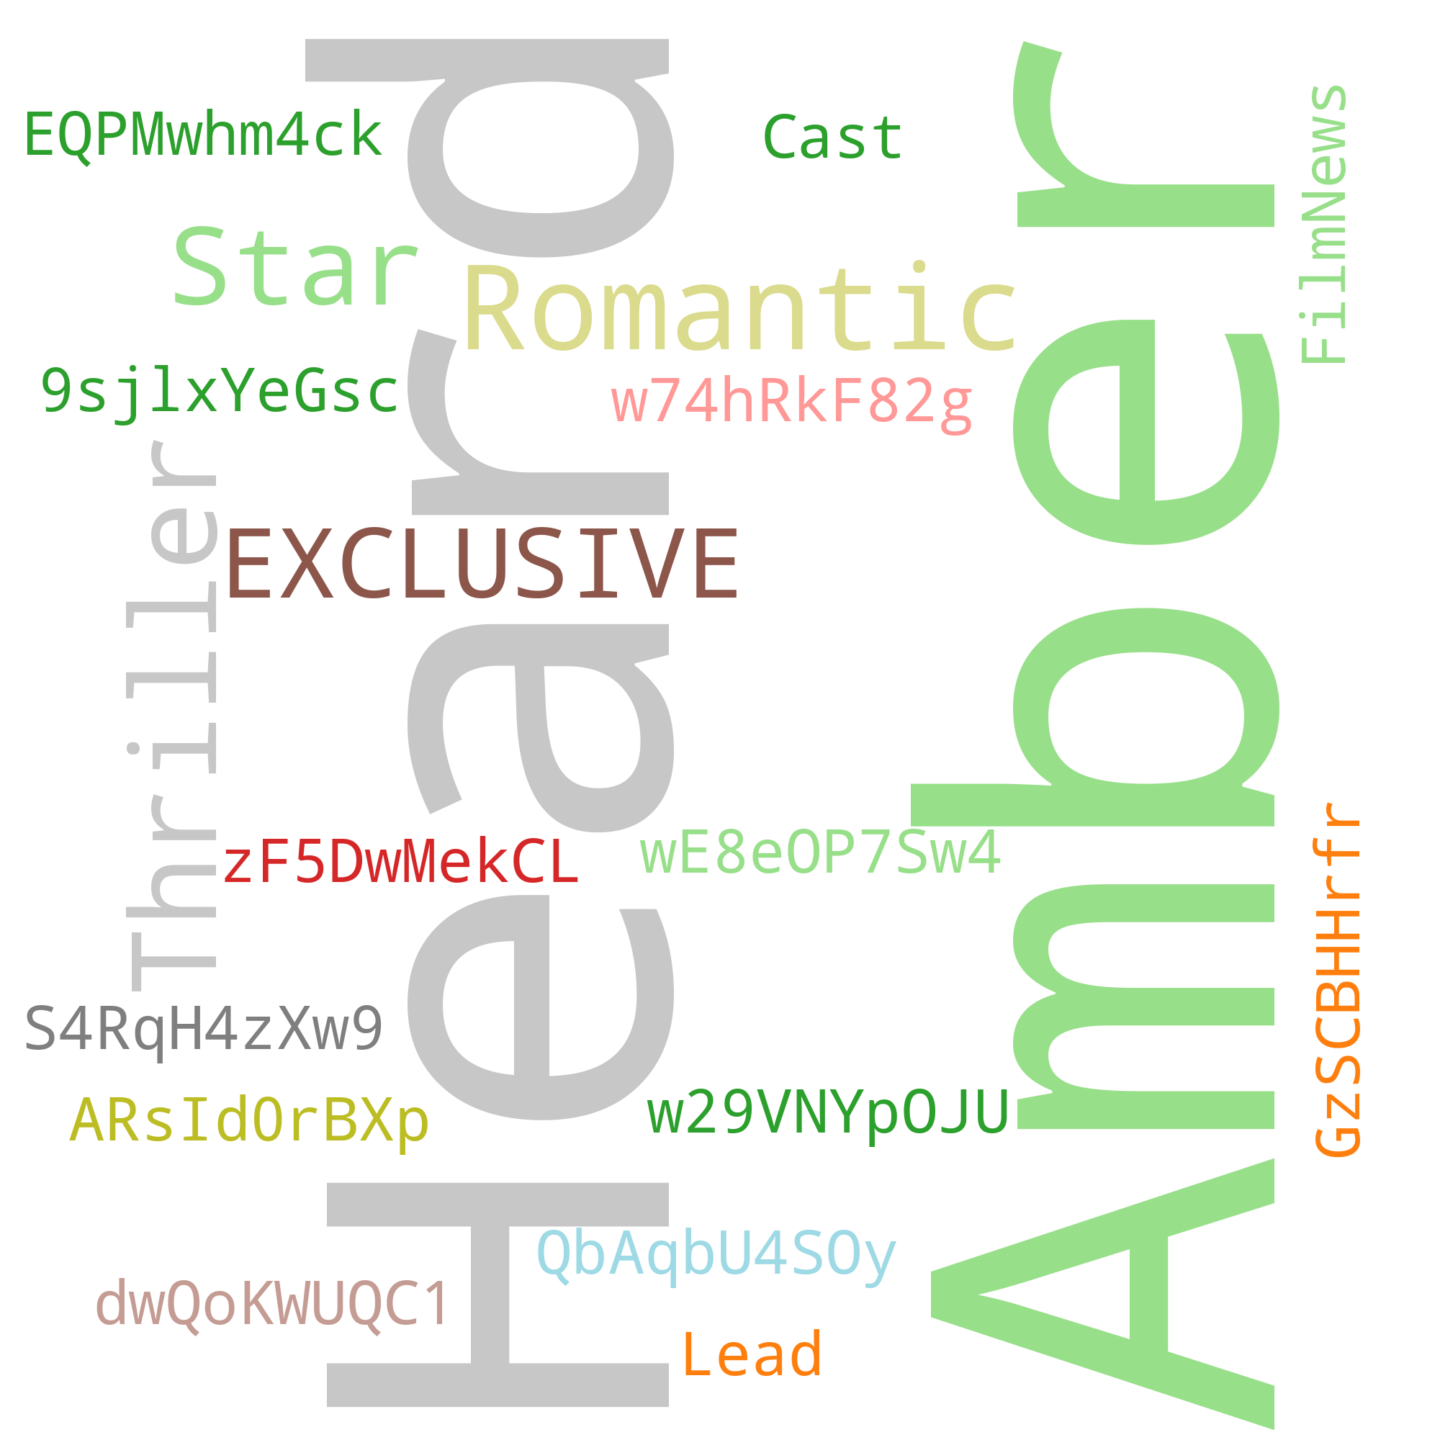 EQPMwhm4ck
Cast
FilmNews
Star
Romantic
9sjlxYeGsc
w74hRkF82g
Thriller
EXCLUSIVE
Heard
Amber
zF5DwMekCL
wE8eOP7Sw4
GzSCBHHrfr
S4RqH4zXw9
ARsId0rBXp
w29VNYpOJU
QbAqbU4SOy
dwQoKWUQC1
Lead